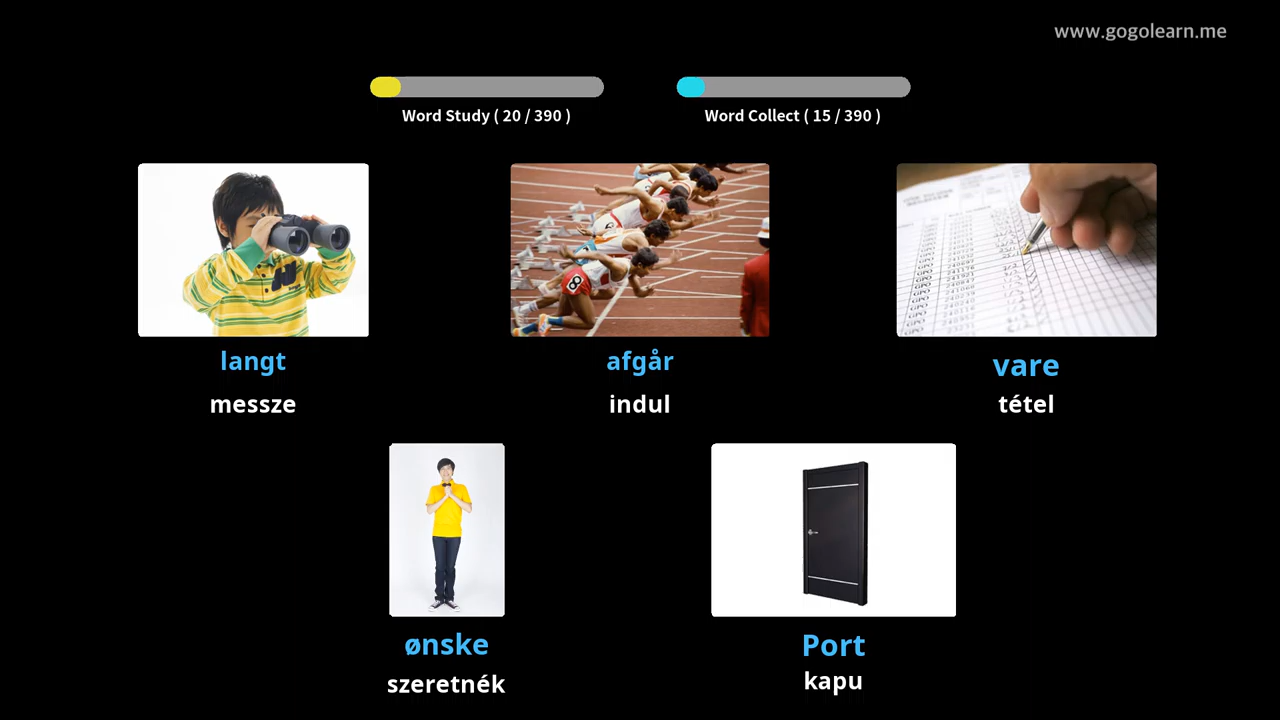 www.gogolearn.me
Word Study ( 20 / 390 )
Word Collect ( 15 / 390 )
langt
messze
afgår
indul
vare
tétel
ønske
szeretnék
Port
kapu